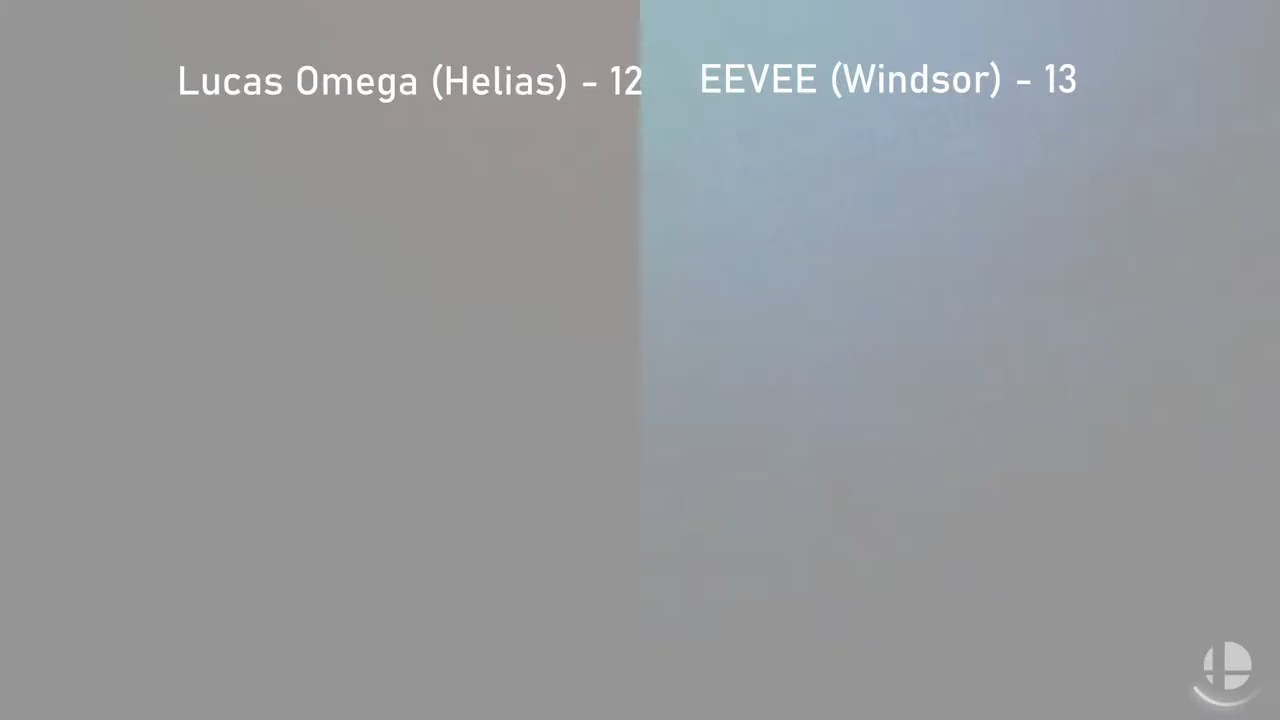 Lucas Omega (Helias) - 12
EEVEE (Windsor) - 13